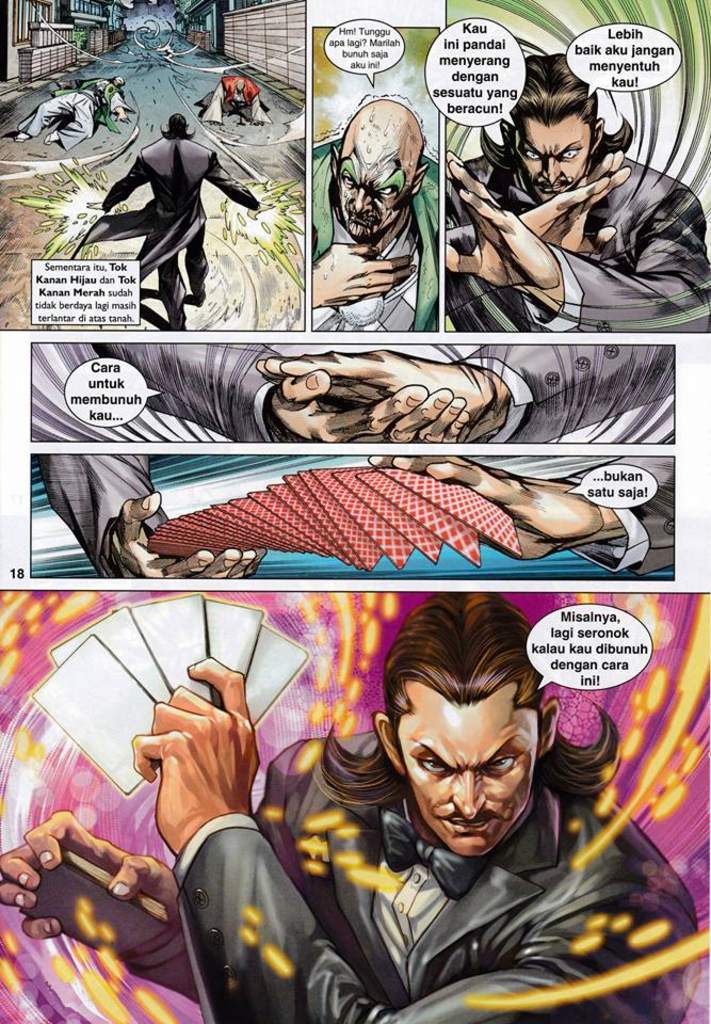 Sementara itu, Tok
Kanan Hijau dan Tok
Kanan Merah sudah
tidak berdaya lagi masih
terlantar di atas tanah.
Hm! Tunggu
apa lagi? Marilah
bunuh saja
aku ini!
Kau
ini pandai
menyerang
dengan
sesuatu yang
beracun!
Lebih
baik aku jangan
menyentuh
kau!
Cara
untuk
membunuh
kau...
...bukan
satu saja!
18
Misalnya,
lagi seronok
kalau kau dibunuh
dengan cara
ini!